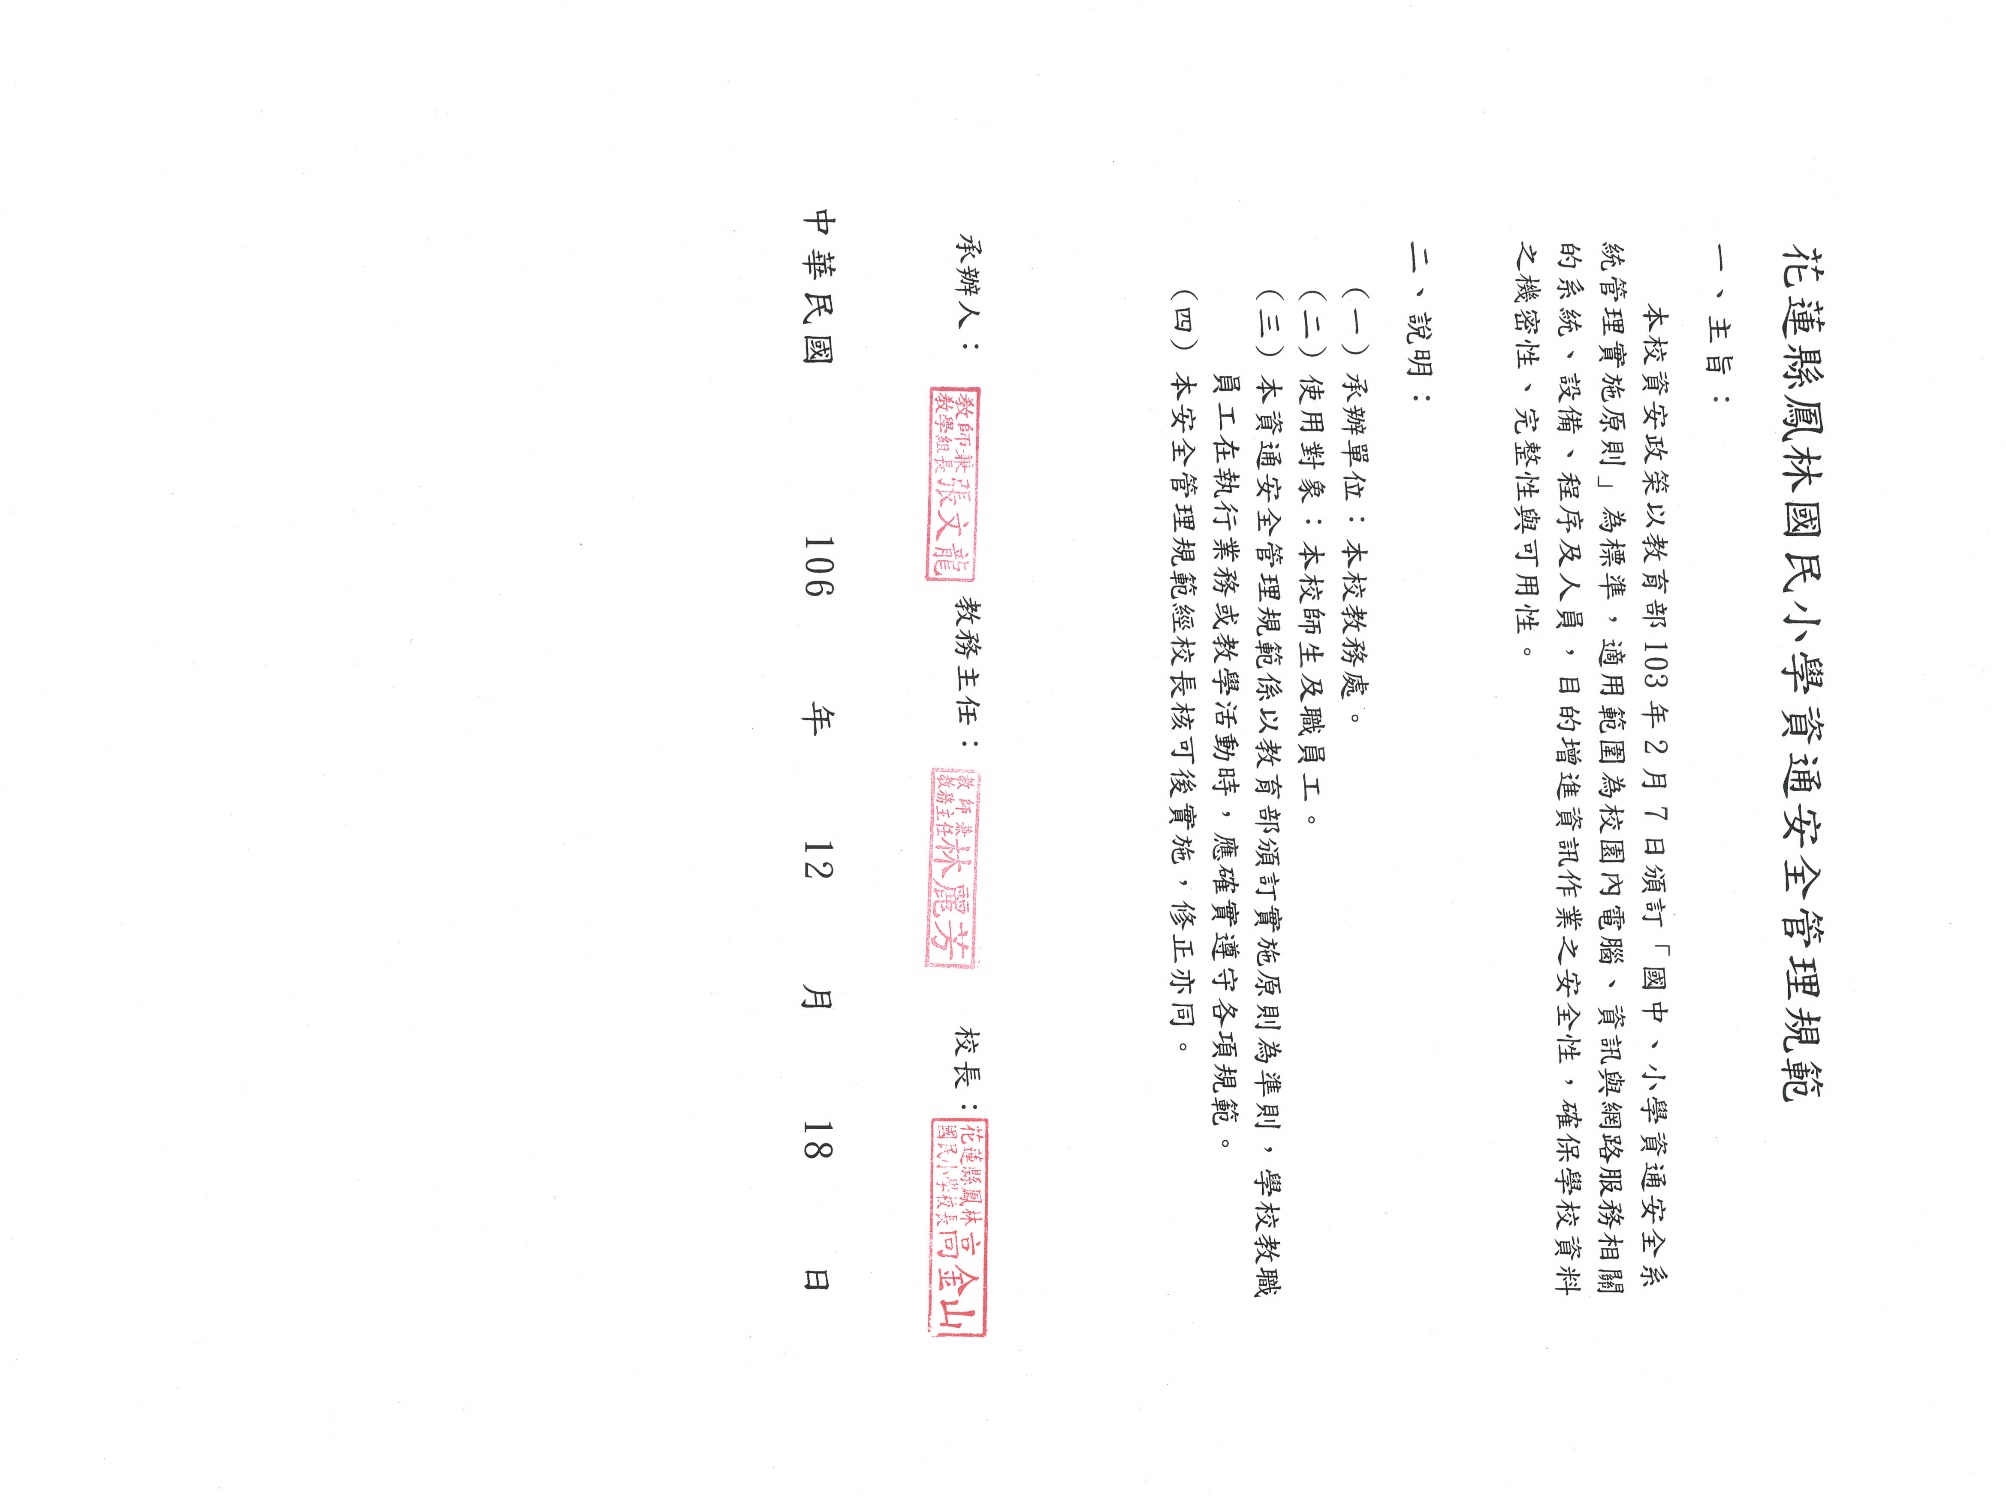 花蓮縣鳳林國民小學資通安全管理規範
一、主旨：
本校資安政策以教育部103年2月7日頒訂「國中、小學資通安全系
統管理實施原則」為標準，適用範圍為校園內電腦、資訊與網路服務相關
的系統、設備、程序及人員，目的增進資訊作業之安全性，確保學校資料
之機密性、完整性與可用性。
二、說明：
(一) 承辦單位：本校教務處。
(二) 使用對象：本校師生及職員工。
(三) 本資通安全管理規範係以教育部頒訂實施原則為準則，學校教職
員工在執行業務或教學活動時，應確實遵守各項規範。
(四) 本安全管理規範經校長核可後實施，修正亦同。
承辦人： 教師兼教學組長張文龍 教務主任： 教師兼教務主任林麗芳 校長： 花蓮縣鳳林國民小學校長高金山
中華民國 106 年 12 月 18 日